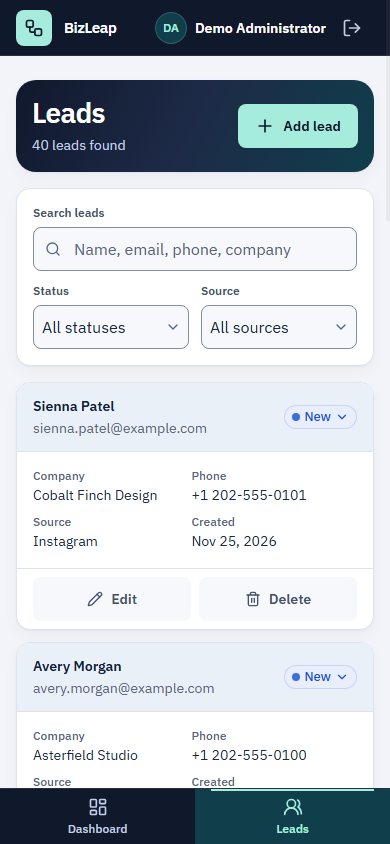 BizLeap
DA
Demo Administrator
Leads
40 leads found
Add lead
Search leads
Name, email, phone, company
Status
Source
All statuses
All sources
Sienna Patel
sienna.patel@example.com
New
Company
Phone
Cobalt Finch Design
+1 202-555-0101
Source
Created
Instagram
Nov 25, 2026
Edit
Delete
Avery Morgan
avery.morgan@example.com
New
Company
Phone
Asterfield Studio
+1 202-555-0100
Source
Created
Dashboard
Leads